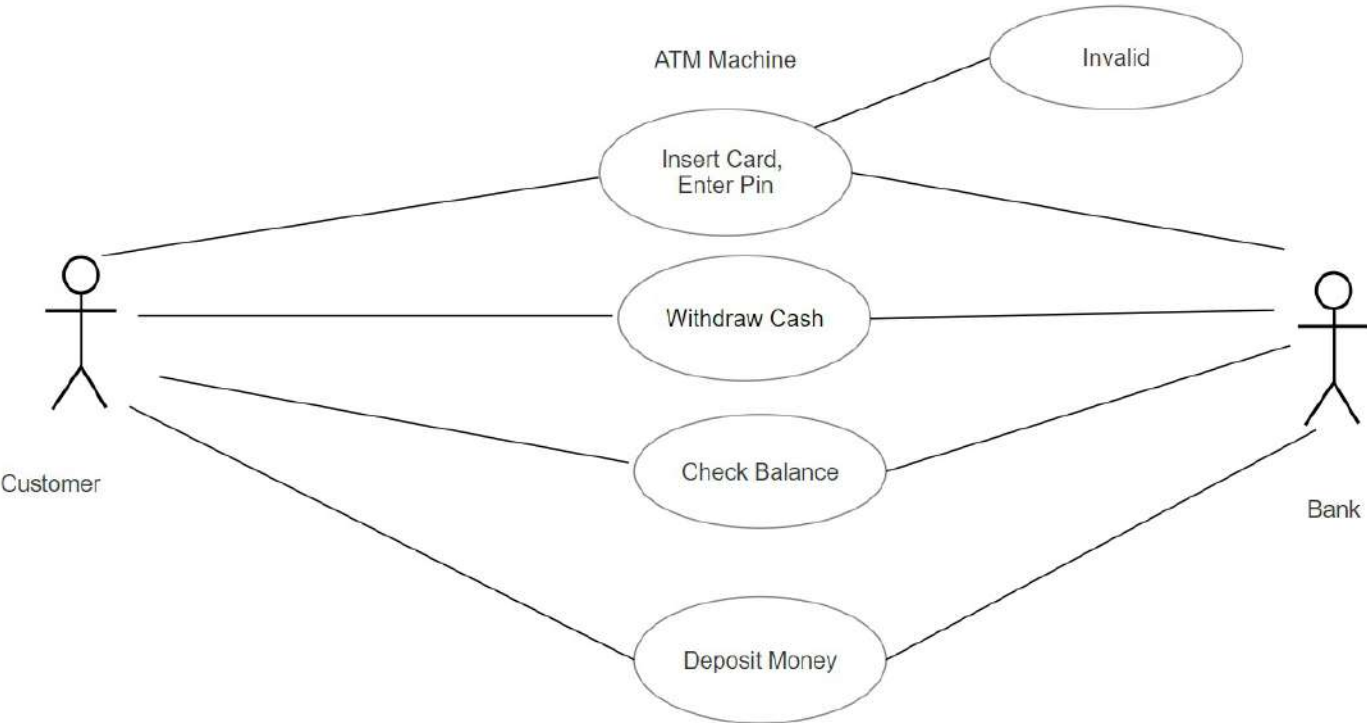 ATM Machine
Invalid
Insert Card,
Enter Pin
Withdraw Cash
Check Balance
Customer
Bank
Deposit Money